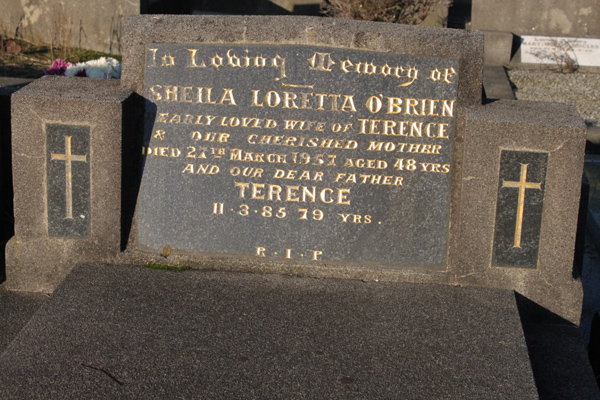 In Loving Memory of
SHEILA LORETTA O'BRIEN
DEARLY LOVED WIFE OF TERENCE
& OUR CHERISHED MOTHER
DIED 27TH MARCH 1957 AGED 48 YRS
AND OUR DEAR FATHER
TERENCE
11·3·85 79 YRS.
R·I·P